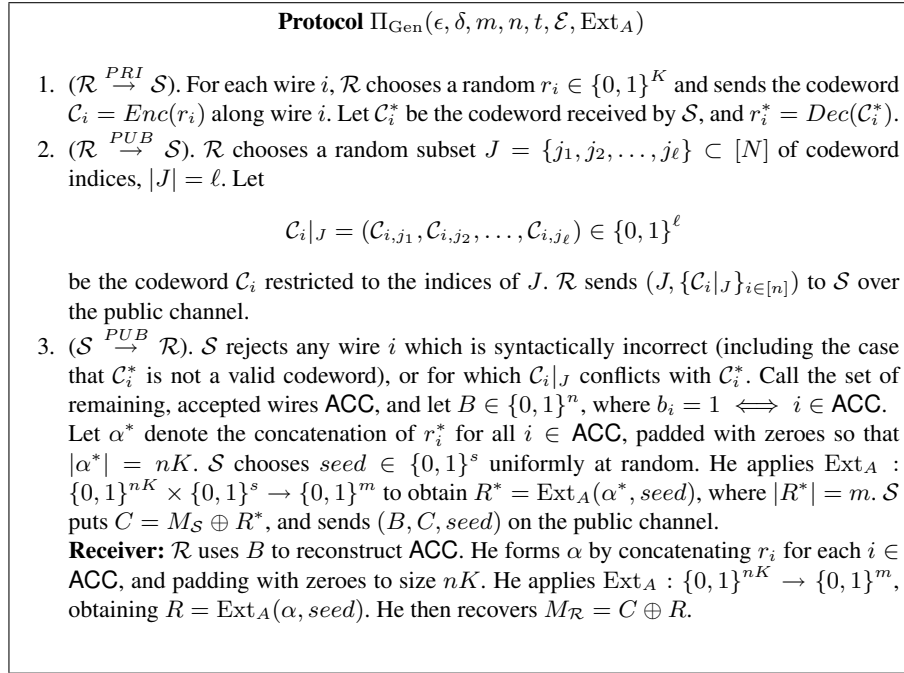 Protocol Π_Gen(ϵ, δ, m, n, t, ℰ, Ext_A)
1. (ℛ →^{PRI} 𝒮). For each wire i, ℛ chooses a random r_i ∈ {0, 1}^K and sends the codeword
𝒞_i = Enc(r_i) along wire i. Let 𝒞_i^* be the codeword received by 𝒮, and r_i^* = Dec(𝒞_i^*).
2. (ℛ →^{PUB} 𝒮). ℛ chooses a random subset J = {j_1, j_2, . . . , j_ℓ} ⊂ [N] of codeword
indices, |J| = ℓ. Let
𝒞_i|_J = (𝒞_{i,j_1}, 𝒞_{i,j_2}, . . . , 𝒞_{i,j_ℓ}) ∈ {0, 1}^ℓ
be the codeword 𝒞_i restricted to the indices of J. ℛ sends (J, {𝒞_i|_J}_{i∈[n]}) to 𝒮 over
the public channel.
3. (𝒮 →^{PUB} ℛ). 𝒮 rejects any wire i which is syntactically incorrect (including the case
that 𝒞_i^* is not a valid codeword), or for which 𝒞_i|_J conflicts with 𝒞_i^*. Call the set of
remaining, accepted wires ACC, and let B ∈ {0, 1}^n, where b_i = 1 ⟺ i ∈ ACC.
Let α^* denote the concatenation of r_i^* for all i ∈ ACC, padded with zeroes so that
|α^*| = nK. 𝒮 chooses seed ∈ {0, 1}^s uniformly at random. He applies Ext_A :
{0, 1}^{nK} × {0, 1}^s → {0, 1}^m to obtain R^* = Ext_A(α^*, seed), where |R^*| = m. 𝒮
puts C = M_𝒮 ⊕ R^*, and sends (B, C, seed) on the public channel.
Receiver: ℛ uses B to reconstruct ACC. He forms α by concatenating r_i for each i ∈
ACC, and padding with zeroes to size nK. He applies Ext_A : {0, 1}^{nK} → {0, 1}^m,
obtaining R = Ext_A(α, seed). He then recovers M_ℛ = C ⊕ R.